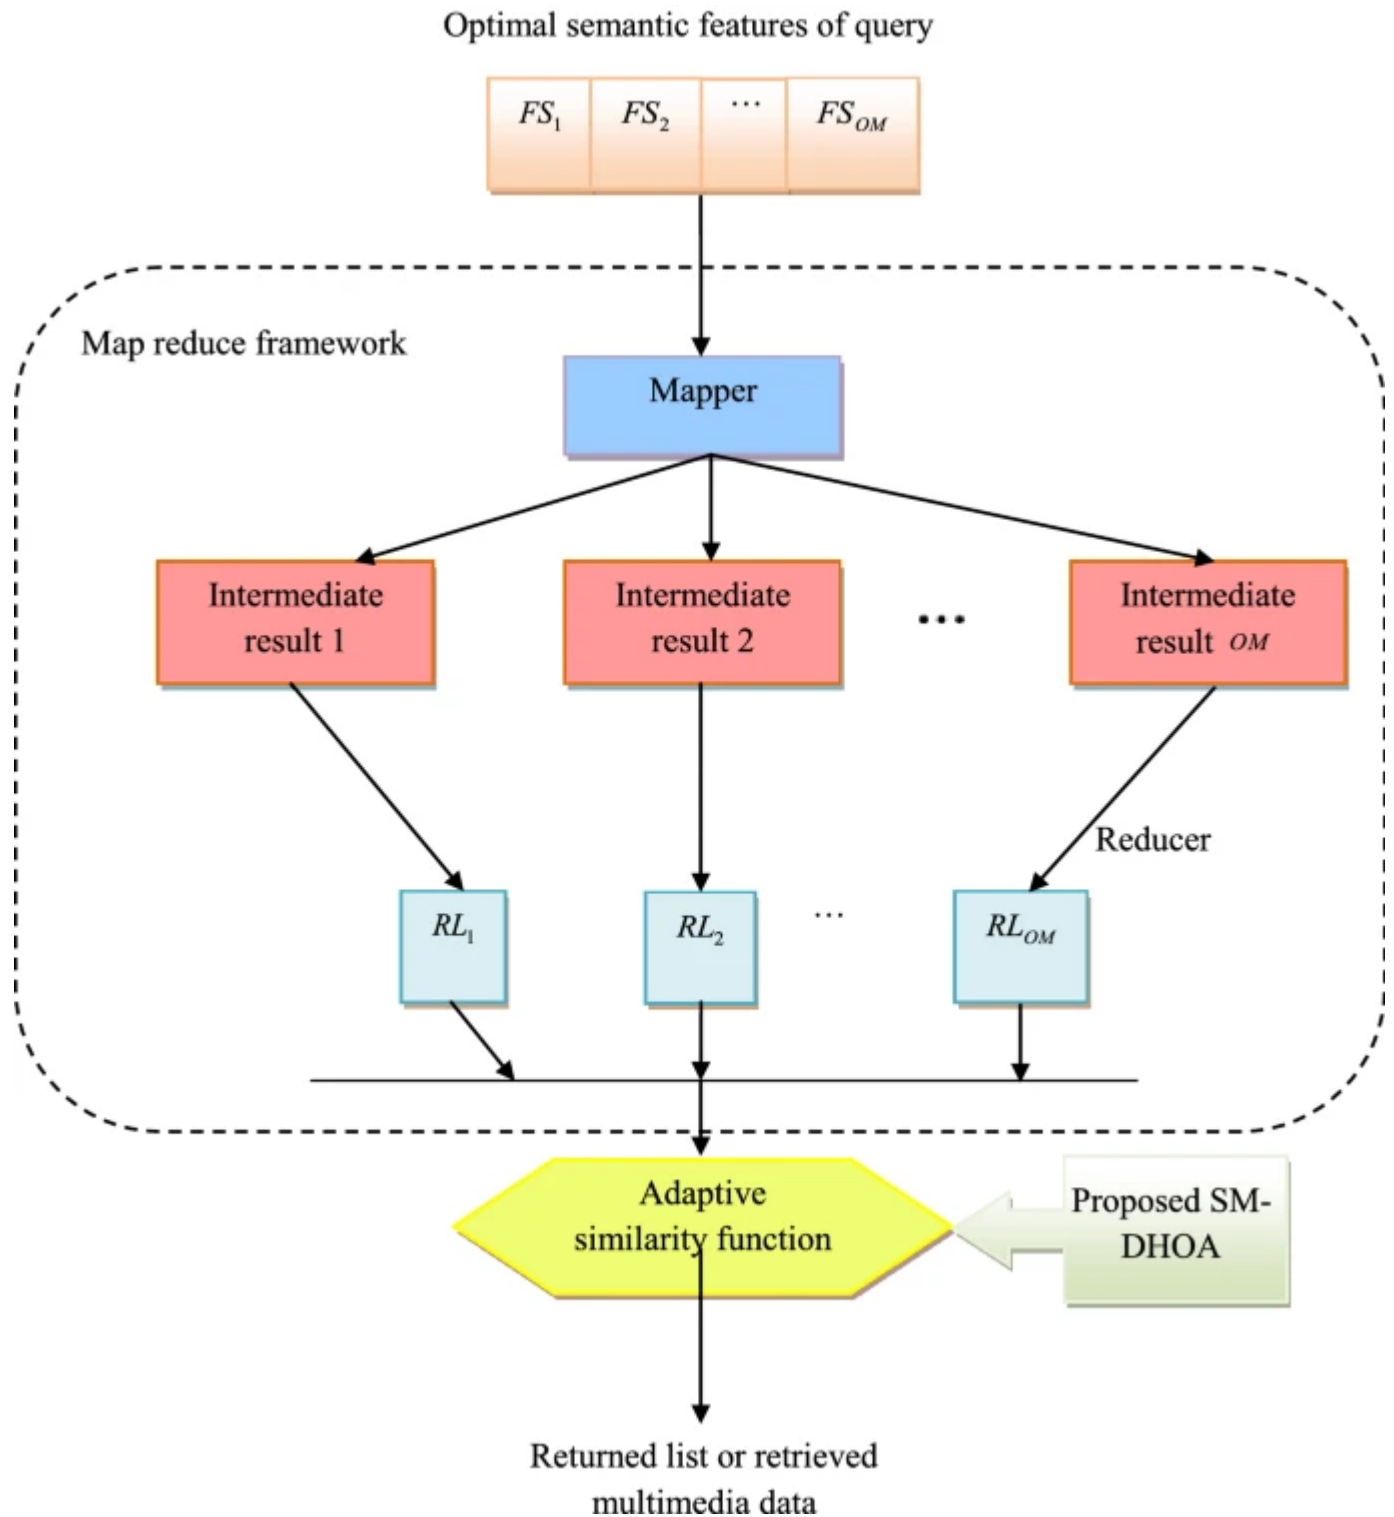 Optimal semantic features of query
FS1 FS2 ... FSOM
Map reduce framework
Mapper
Intermediate
result 1
Intermediate
result 2
...
Intermediate
result OM
Reducer
RL1
RL2
...
RLOM
Adaptive
similarity function
Proposed SM-
DHOA
Returned list or retrieved
multimedia data